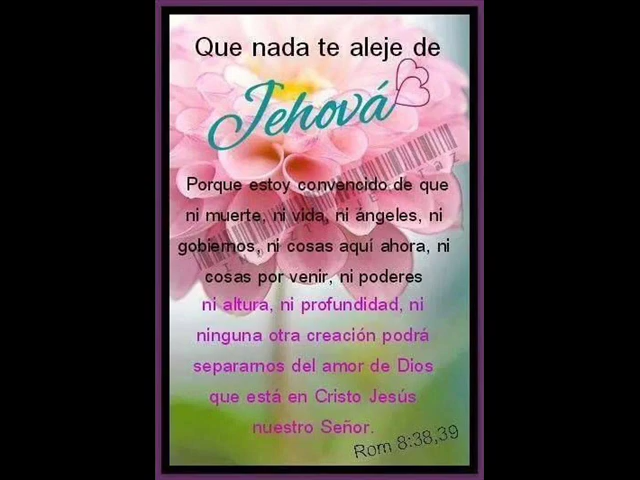 Que nada te aleje de
Jehová
Porque estoy convencido de que
ni muerte, ni vida, ni ángeles, ni
gobiernos, ni cosas aquí ahora, ni
cosas por venir, ni poderes
ni altura, ni profundidad, ni
ninguna otra creación podrá
separarnos del amor de Dios
que está en Cristo Jesús
nuestro Señor.
Rom 8:38,39